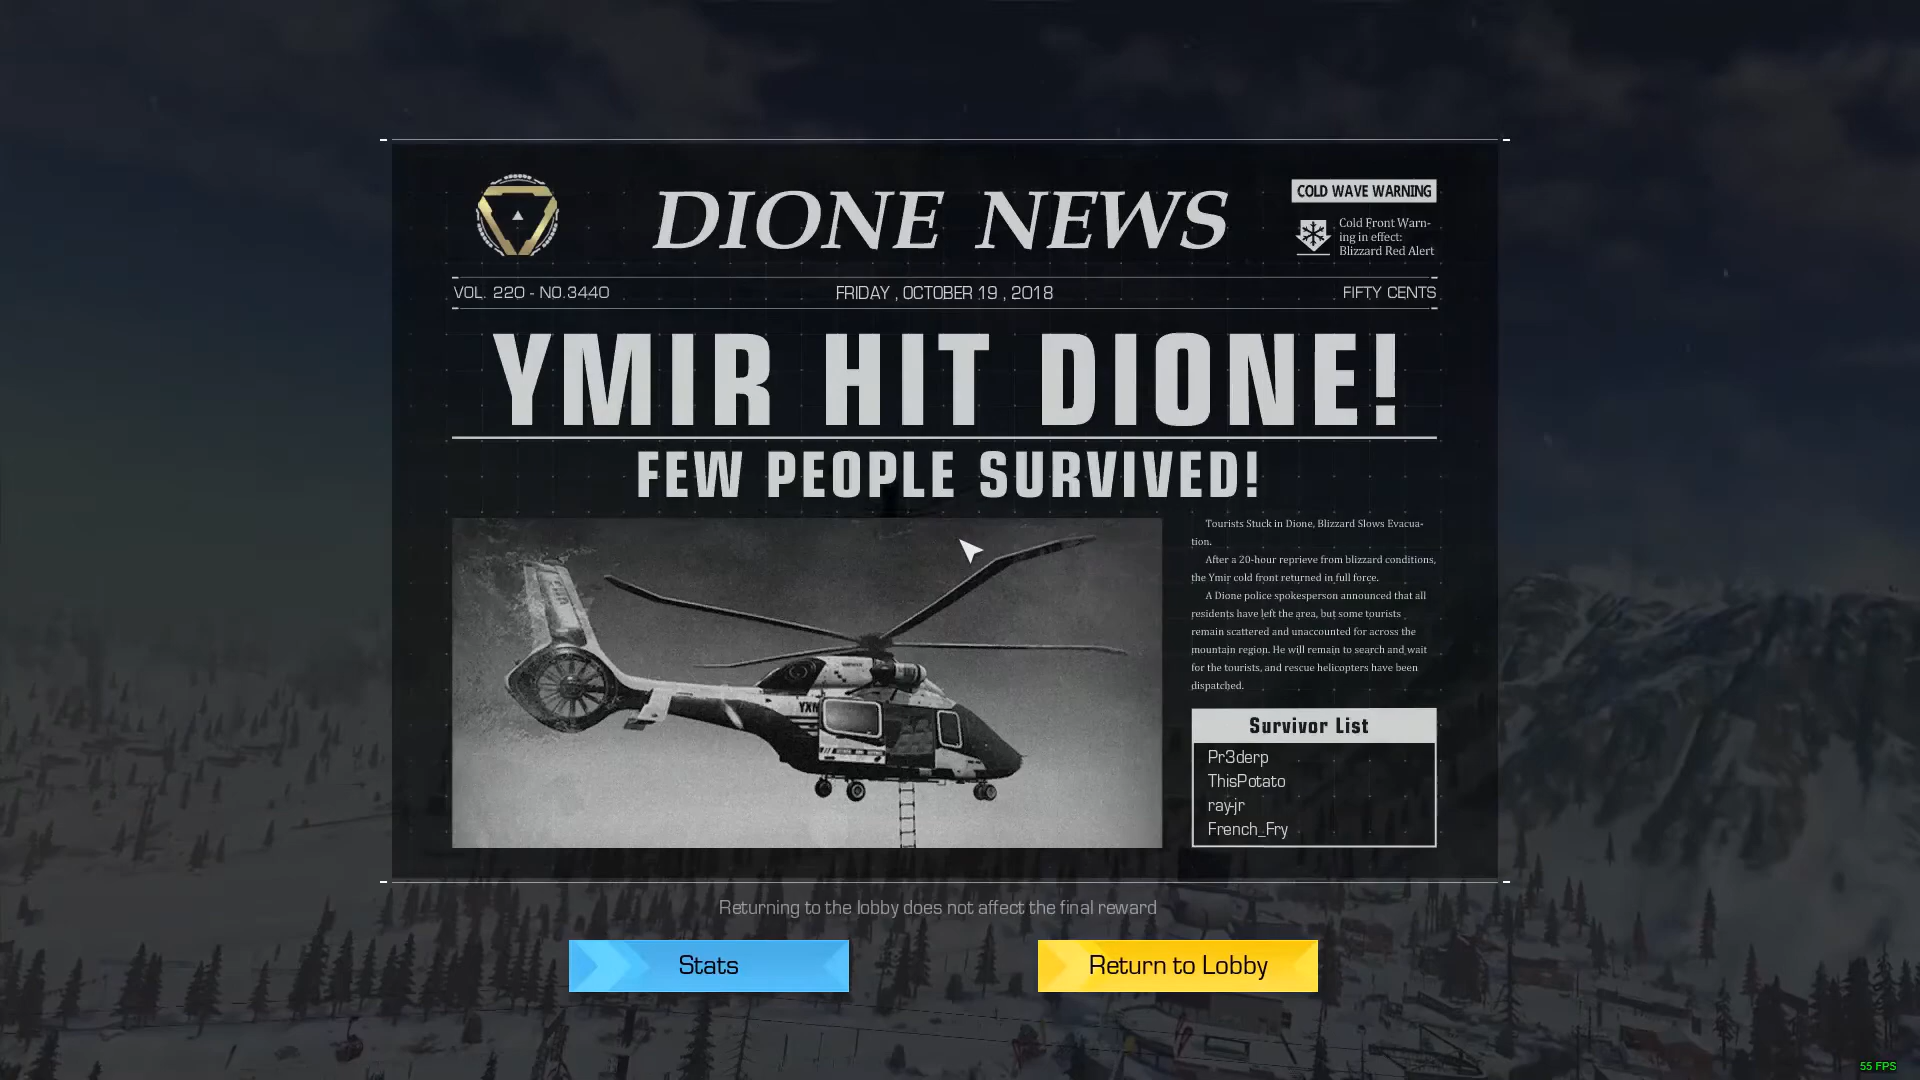 DIONE NEWS
COLD WAVE WARNING
Cold Front Warn-
ing in effect:
Blizzard Red Alert
VOL. 220 - NO.3440
FRIDAY , OCTOBER 19 , 2018
FIFTY CENTS
YMIR HIT DIONE!
FEW PEOPLE SURVIVED!
Tourists Stuck in Dione, Blizzard Slows Evacua-
tion.
After a 20-hour reprieve from blizzard conditions,
the Ymir cold front returned in full force.
A Dione police spokesperson announced that all
residents have left the area, but some tourists
remain scattered and unaccounted for across the
mountain region. He will remain to search and wait
for the tourists, and rescue helicopters have been
dispatched.
Survivor List
Pr3derp
ThisPotato
ray-jr
French_Fry
Returning to the lobby does not affect the final reward
Stats
Return to Lobby
55 FPS